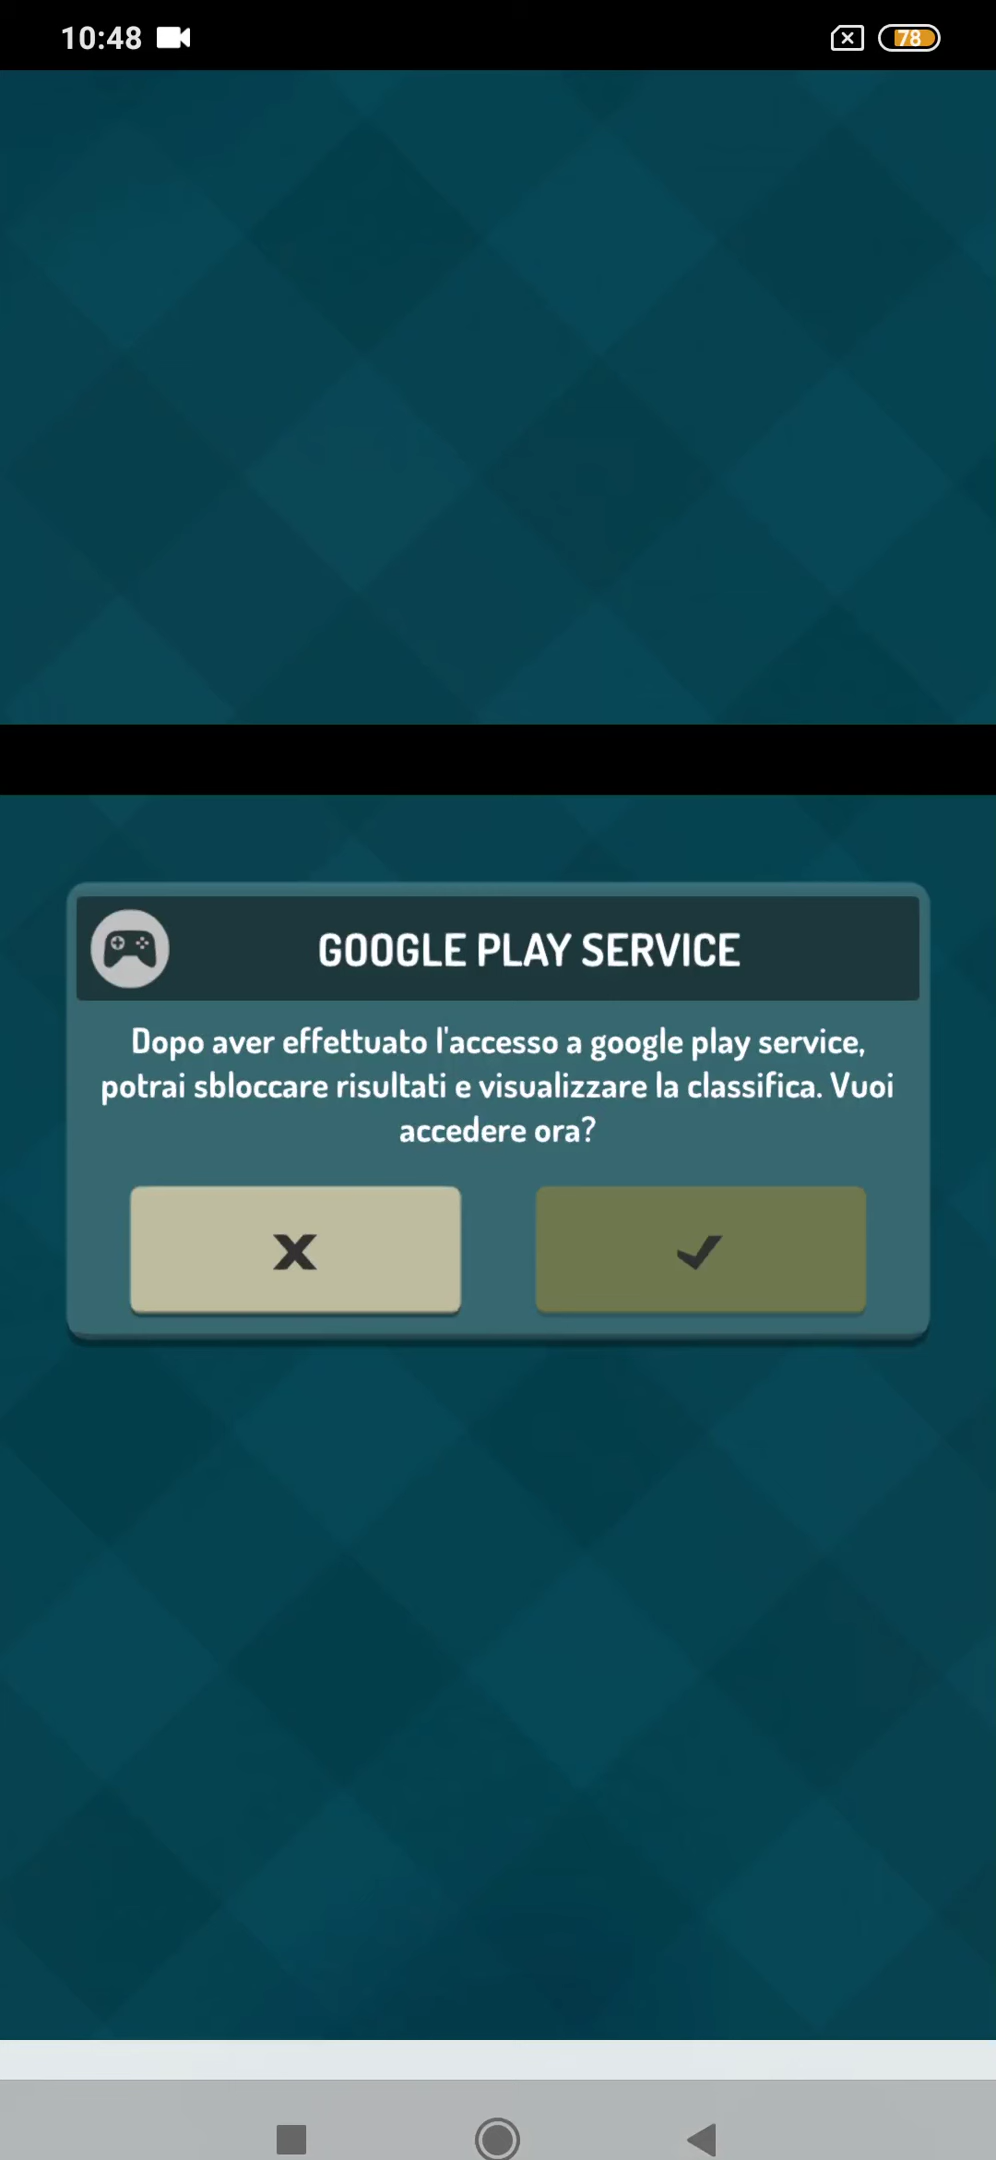 10:48
78
GOOGLE PLAY SERVICE
Dopo aver effettuato l'accesso a google play service,
potrai sbloccare risultati e visualizzare la classifica. Vuoi
accedere ora?